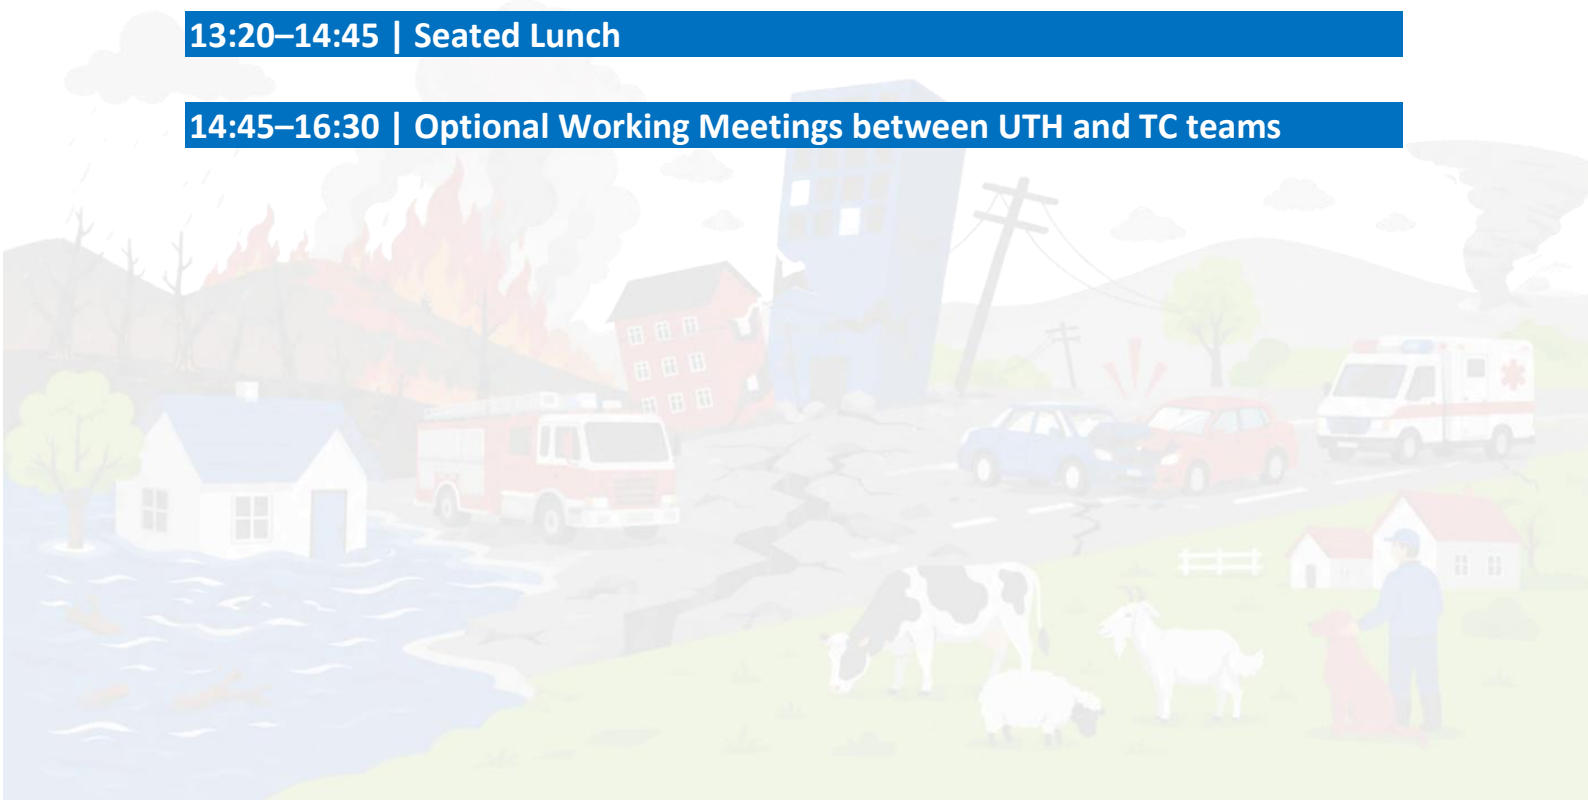 13:20–14:45 | Seated Lunch
14:45–16:30 | Optional Working Meetings between UTH and TC teams